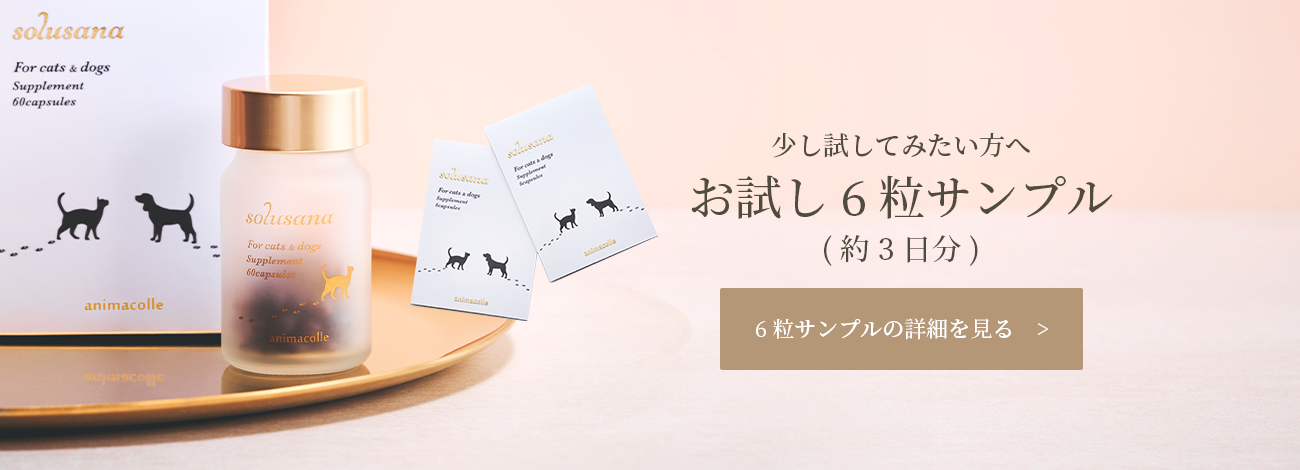 solusana
For cats & dogs
Supplement
60capsules
animacolle
solusana
For cats & dogs
Supplement
60capsules
animacolle
solusana
For cats & dogs
Supplement
6capsules
animacolle
solusana
For cats & dogs
Supplement
6capsules
animacolle
少し試してみたい方へ
お試し6粒サンプル
(約3日分)
6粒サンプルの詳細を見る >